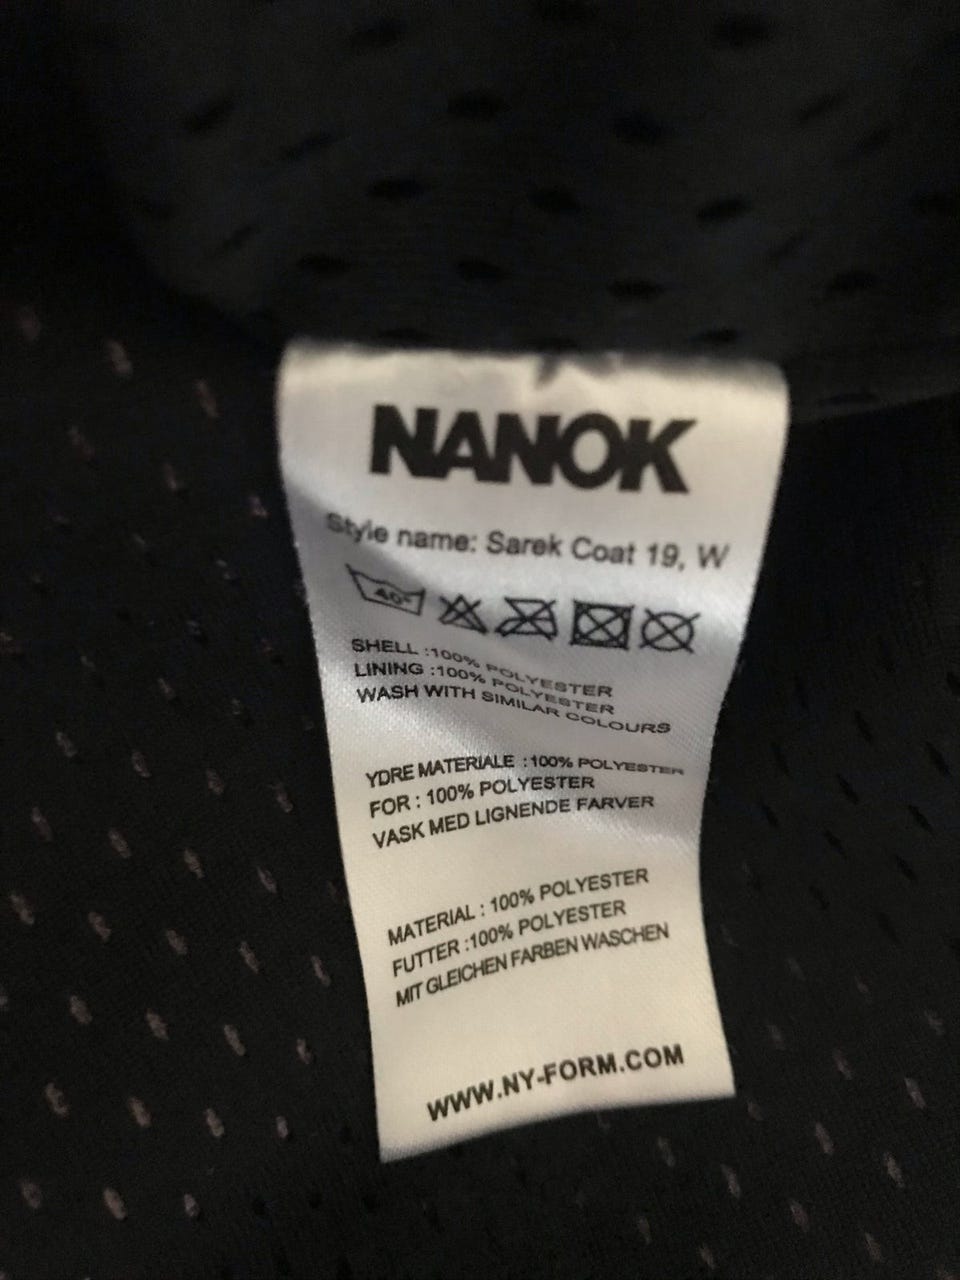 NANOK
Style name: Sarek Coat 19, W
40°
SHELL :100% POLYESTER
LINING :100% POLYESTER
WASH WITH SIMILAR COLOURS
YDRE MATERIALE : 100% POLYESTER
FOR : 100% POLYESTER
VASK MED LIGNENDE FARVER
MATERIAL : 100% POLYESTER
FUTTER :100% POLYESTER
MIT GLEICHEN FARBEN WASCHEN
WWW.NY-FORM.COM